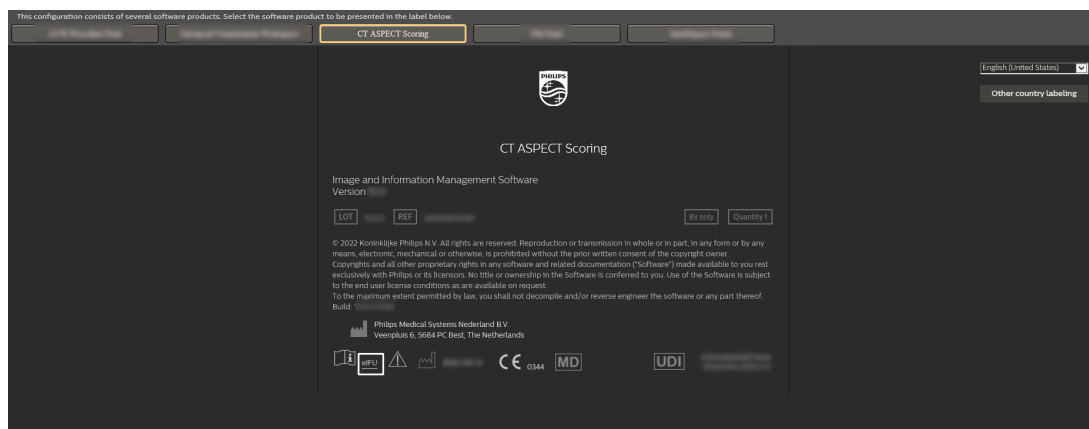 This configuration consists of several software products. Select the software product to be presented in the label below.
CT ASPECT Scoring
English (United States)
Other country labeling
PHILIPS
CT ASPECT Scoring
Image and Information Management Software
Version
LOT REF Rx only Quantity 1
© 2022 Koninklijke Philips N.V. All rights are reserved. Reproduction or transmission in whole or in part, in any form or by any
means, electronic, mechanical or otherwise, is prohibited without the prior written consent of the copyright owner.
Copyrights and all other proprietary rights in any software and related documentation ("Software") made available to you rest
exclusively with Philips or its licensors. No title or ownership in the Software is conferred to you. Use of the Software is subject
to the end user license conditions as are available on request.
To the maximum extent permitted by law, you shall not decompile and/or reverse engineer the software or any part thereof.
Build:
Philips Medical Systems Nederland B.V.
Veenpluis 6, 5684 PC Best, The Netherlands
eIFU CE 0344 MD UDI